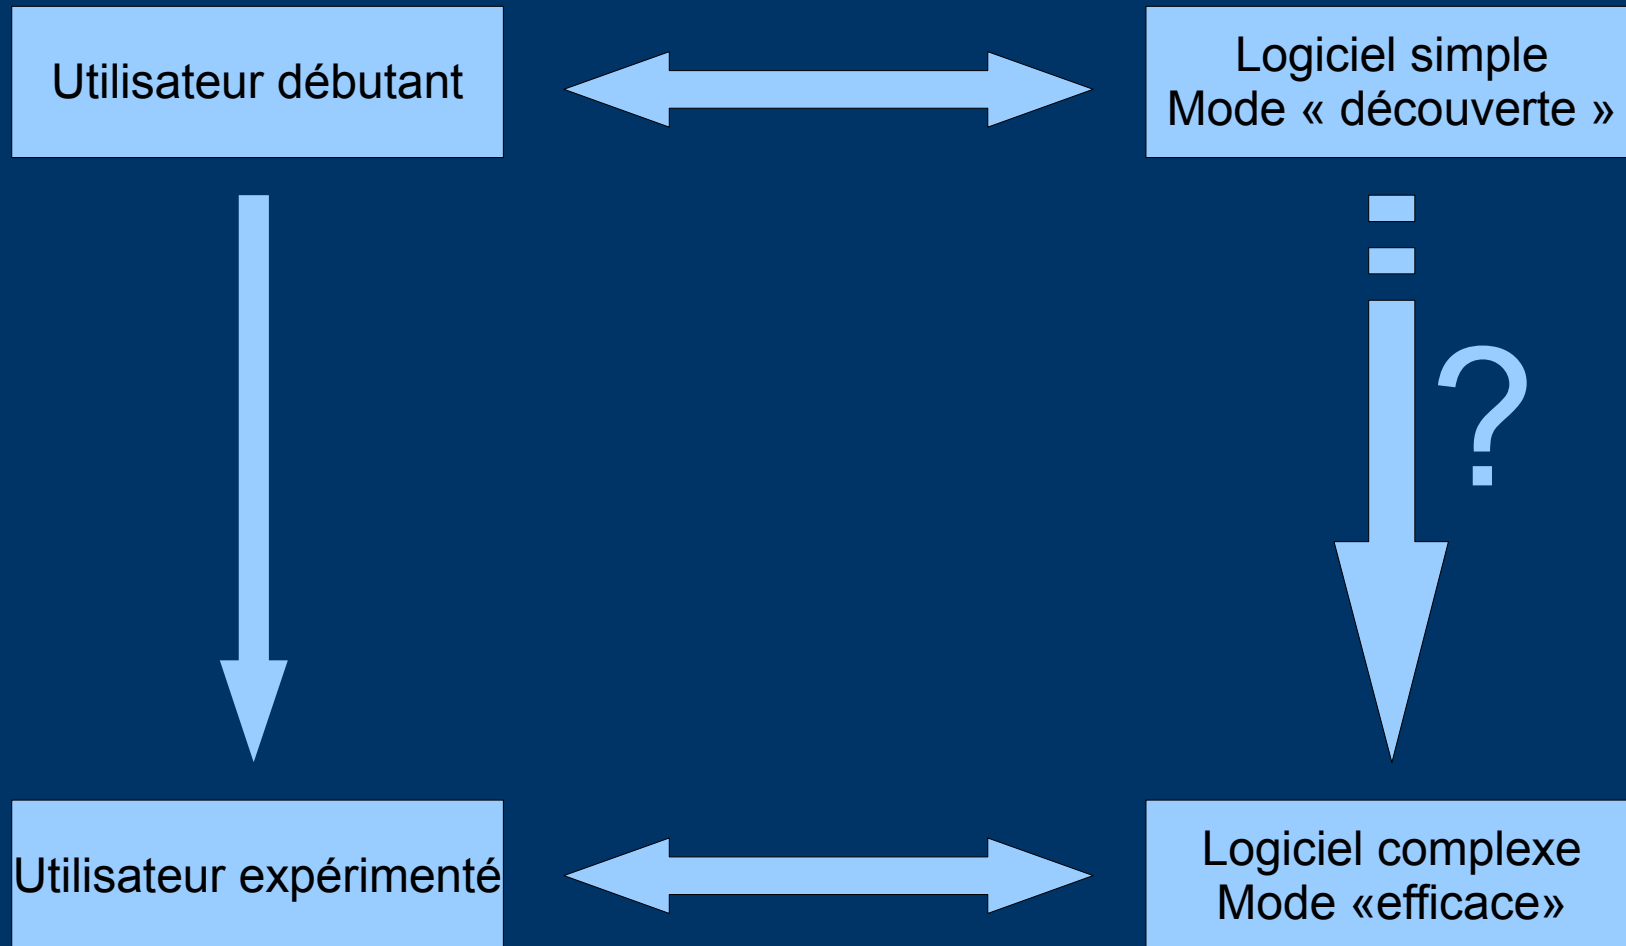 Utilisateur débutant
Logiciel simple
Mode « découverte »
?
Utilisateur expérimenté
Logiciel complexe
Mode «efficace»